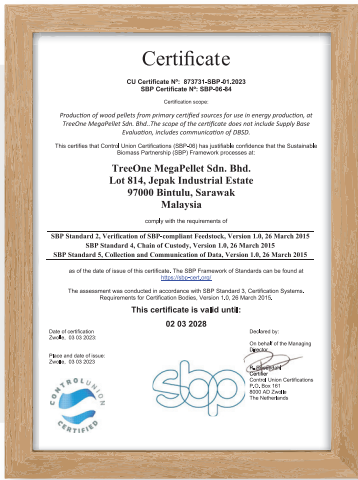 Certificate
CU Certificate Nº: 873731-SBP-01.2023
SBP Certificate Nº: SBP-06-84
Certification scope:
Production of wood pellets from primary certified sources for use in energy production, at
TreeOne MegaPellet Sdn. Bhd..The scope of the certificate does not include Supply Base
Evaluation, includes communication of DBSD.
This certifies that Control Union Certifications (SBP-06) has justifiable confidence that the Sustainable
Biomass Partnership (SBP) Framework processes at:
TreeOne MegaPellet Sdn. Bhd.
Lot 814, Jepak Industrial Estate
97000 Bintulu, Sarawak
Malaysia
comply with the requirements of
SBP Standard 2, Verification of SBP-compliant Feedstock, Version 1.0, 26 March 2015
SBP Standard 4, Chain of Custody, Version 1.0, 26 March 2015
SBP Standard 5, Collection and Communication of Data, Version 1.0, 26 March 2015
as of the date of issue of this certificate. The SBP Framework of Standards can be found at
https://sbp-cert.org/
The assessment was conducted in accordance with SBP Standard 3, Certification Systems.
Requirements for Certification Bodies, Version 1.0, 26 March 2015.
This certificate is valid until:
02 03 2028
Date of certification
Zwolle, 03 03 2023
Place and date of issue:
Zwolle, 03 03 2023
Declared by:
On behalf of the Managing
Director
Certifier
Control Union Certifications
P.O. Box 161
8000 AD Zwolle
The Netherlands
CONTROLUNION
CERTIFIED
sbp